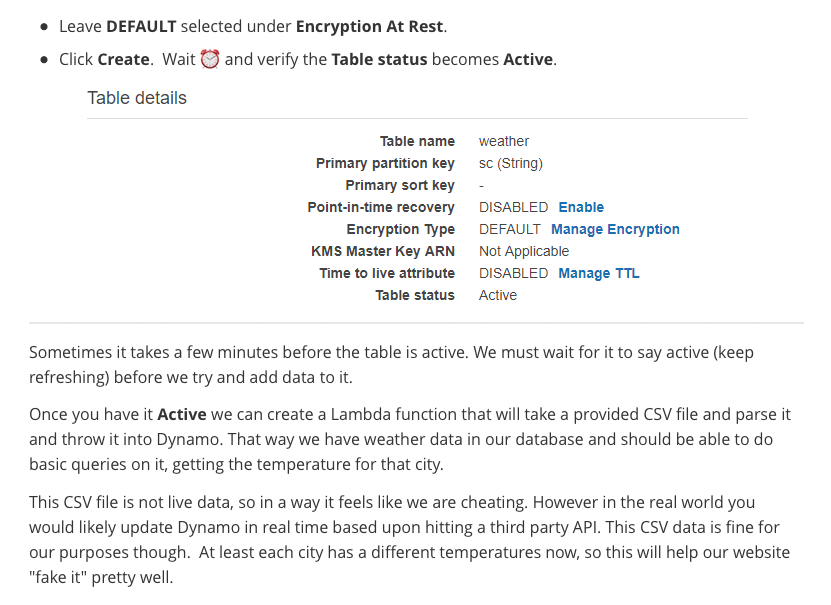 • Leave DEFAULT selected under Encryption At Rest.
• Click Create. Wait ⏰ and verify the Table status becomes Active.
Table details
Table name weather
Primary partition key sc (String)
Primary sort key -
Point-in-time recovery DISABLED Enable
Encryption Type DEFAULT Manage Encryption
KMS Master Key ARN Not Applicable
Time to live attribute DISABLED Manage TTL
Table status Active
Sometimes it takes a few minutes before the table is active. We must wait for it to say active (keep
refreshing) before we try and add data to it.
Once you have it Active we can create a Lambda function that will take a provided CSV file and parse it
and throw it into Dynamo. That way we have weather data in our database and should be able to do
basic queries on it, getting the temperature for that city.
This CSV file is not live data, so in a way it feels like we are cheating. However in the real world you
would likely update Dynamo in real time based upon hitting a third party API. This CSV data is fine for
our purposes though. At least each city has a different temperatures now, so this will help our website
"fake it" pretty well.